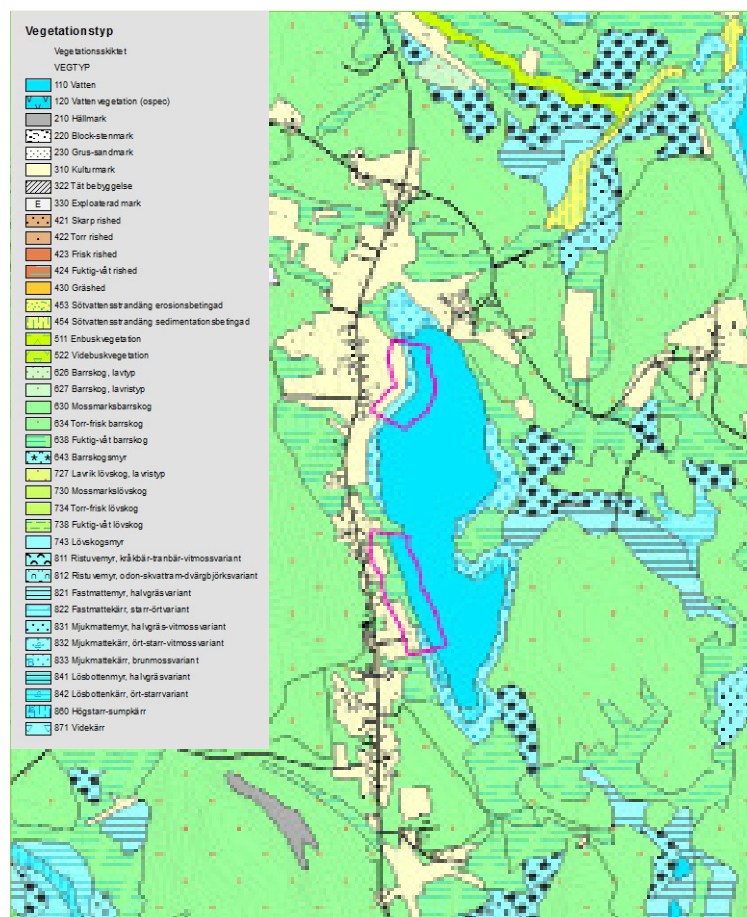 Vegetationstyp
Vegetationsskiktet
VEGTYP
110 Vatten
120 Vattenvegetation (ospec)
210 Hällmark
220 Block-stenmark
230 Grus-sandmark
310 Kulturmark
322 Tät bebyggelse
E 330 Exploaterad mark
421 Skarp rished
422 Torr rished
423 Frisk rished
424 Fuktig-våt rished
430 Gräshed
453 Sötvattensstrandäng erosionsbetingad
454 Sötvattensstrandäng sedimentationsbetingad
511 Enbuskvegetation
522 Videbuskvegetation
626 Barrskog, lavtyp
627 Barrskog, lavristyp
630 Mossmarksbarrskog
634 Torr-frisk barrskog
638 Fuktig-våt barrskog
643 Barrskogsmyr
727 Lavrik lövskog, lavristyp
730 Mossmarkslövskog
734 Torr-frisk lövskog
738 Fuktig-våt lövskog
743 Lövskogsmyr
811 Ristuvemyr, kråkbär-tranbär-vitmossvariant
812 Ristuvemyr, odon-skvattram-dvärgbjörksvariant
821 Fastmattemyr, halvgräsvariant
822 Fastmattekärr, starr-örtvariant
831 Mjukmattemyr, halvgräs-vitmossvariant
832 Mjukmattekärr, ört-starr-vitmossvariant
833 Mjukmattekärr, brunmossvariant
841 Lösbottenmyr, halvgräsvariant
842 Lösbottenkärr, ört-starrvariant
860 Högstarr-sumpkärr
871 Videkärr